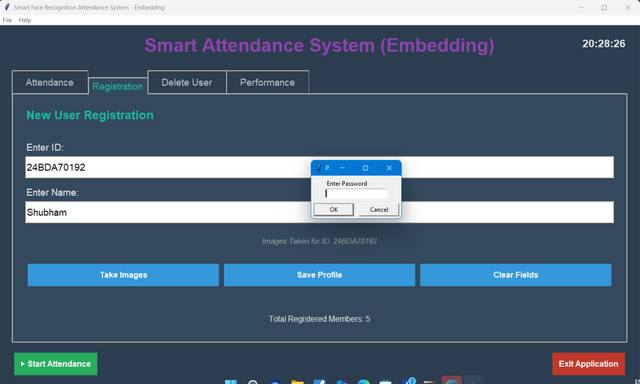 Smart Face Recognition Attendance System - Embedding
File Help
Smart Attendance System (Embedding)
20:28:26
Attendance
Registration
Delete User
Performance
New User Registration
Enter ID:
24BDA70192
Enter Name:
Shubham
P.
Enter Password
OK
Cancel
Images Taken for ID: 24BDA70192
Take Images
Save Profile
Clear Fields
Total Registered Members: 5
Start Attendance
Exit Application